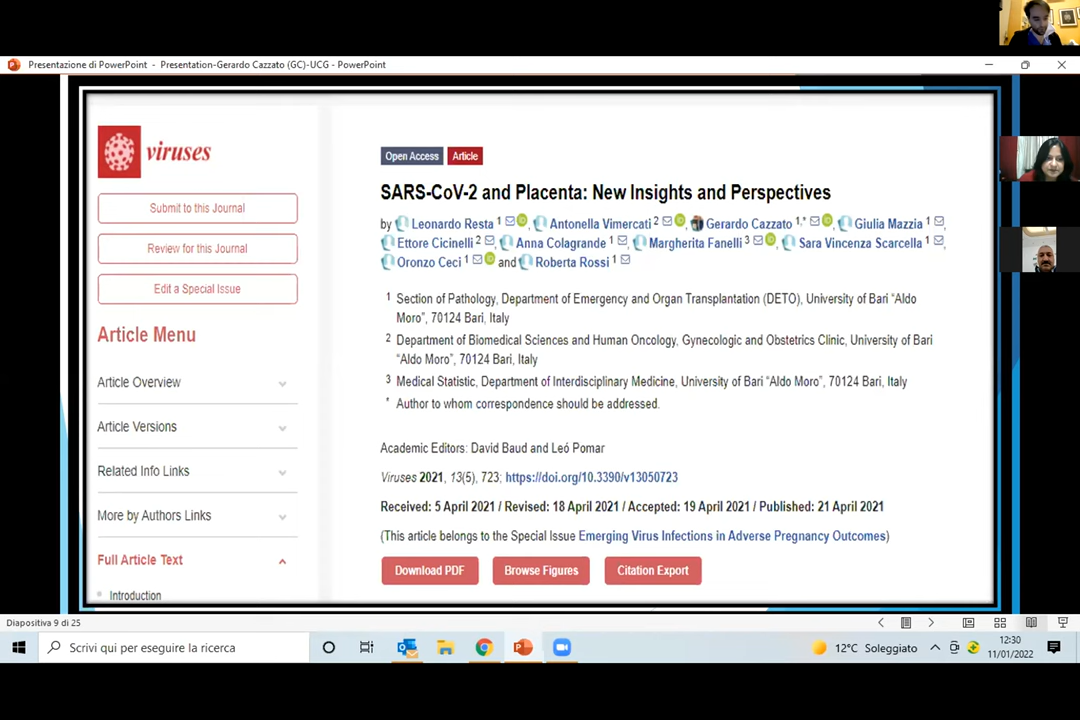 Presentazione di PowerPoint - Presentation-Gerardo Cazzato (GC)-UCG - PowerPoint
viruses
Submit to this Journal
Review for this Journal
Edit a Special Issue
Article Menu
Article Overview
Article Versions
Related Info Links
More by Authors Links
Full Article Text
Introduction
Open Access Article
SARS-CoV-2 and Placenta: New Insights and Perspectives
by Leonardo Resta 1, Antonella Vimercati 2, Gerardo Cazzato 1,*, Giulia Mazzia 1,
Ettore Cicinelli 2, Anna Colagrande 1, Margherita Fanelli 3, Sara Vincenza Scarcella 1,
Oronzo Ceci 1 and Roberta Rossi 1
1 Section of Pathology, Department of Emergency and Organ Transplantation (DETO), University of Bari “Aldo
Moro”, 70124 Bari, Italy
2 Department of Biomedical Sciences and Human Oncology, Gynecologic and Obstetrics Clinic, University of Bari
“Aldo Moro”, 70124 Bari, Italy
3 Medical Statistic, Department of Interdisciplinary Medicine, University of Bari “Aldo Moro”, 70124 Bari, Italy
* Author to whom correspondence should be addressed.
Academic Editors: David Baud and Leó Pomar
Viruses 2021, 13(5), 723; https://doi.org/10.3390/v13050723
Received: 5 April 2021 / Revised: 18 April 2021 / Accepted: 19 April 2021 / Published: 21 April 2021
(This article belongs to the Special Issue Emerging Virus Infections in Adverse Pregnancy Outcomes)
Download PDF Browse Figures Citation Export
Diapositiva 9 di 25
Scrivi qui per eseguire la ricerca
12°C Soleggiato
12:30
11/01/2022